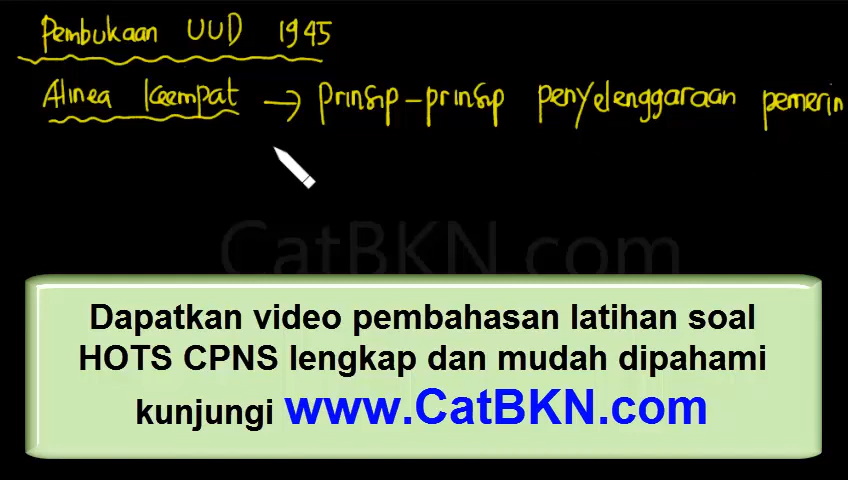 Pembukaan UUD 1945
Alinea Keempat → Prinsip-prinsip penyelenggaraan pemerin
CatBKN.com
Dapatkan video pembahasan latihan soal
HOTS CPNS lengkap dan mudah dipahami
kunjungi www.CatBKN.com